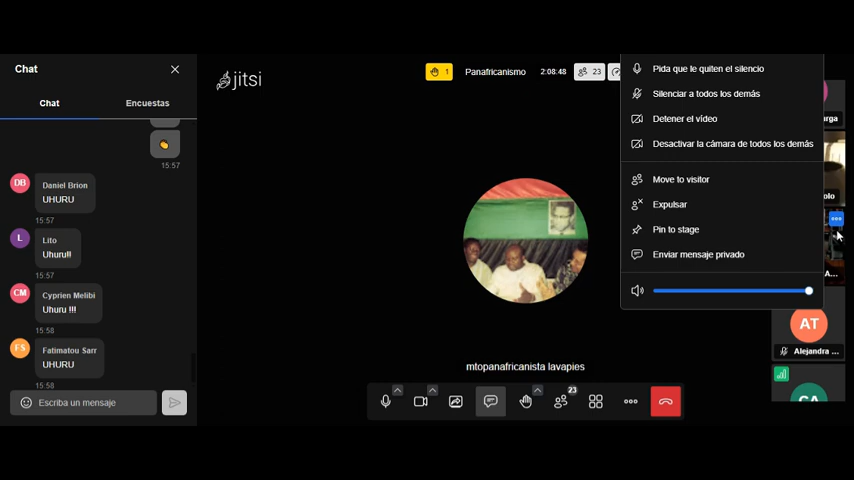 Chat
Chat
Encuestas
15:57
DB
Daniel Brion
UHURU
15:57
L
Lito
Uhuru!!
15:57
CM
Cyprien Melibi
Uhuru !!!
15:58
FS
Fatimatou Sarr
UHURU
15:58
Escriba un mensaje
jitsi
1
Panafricanismo
2:08:48
23
mtopanafricanista lavapies
23
Pida que le quiten el silencio
Silenciar a todos los demás
Detener el vídeo
Desactivar la cámara de todos los demás
Move to visitor
Expulsar
Pin to stage
Enviar mensaje privado
AT
Alejandra ...